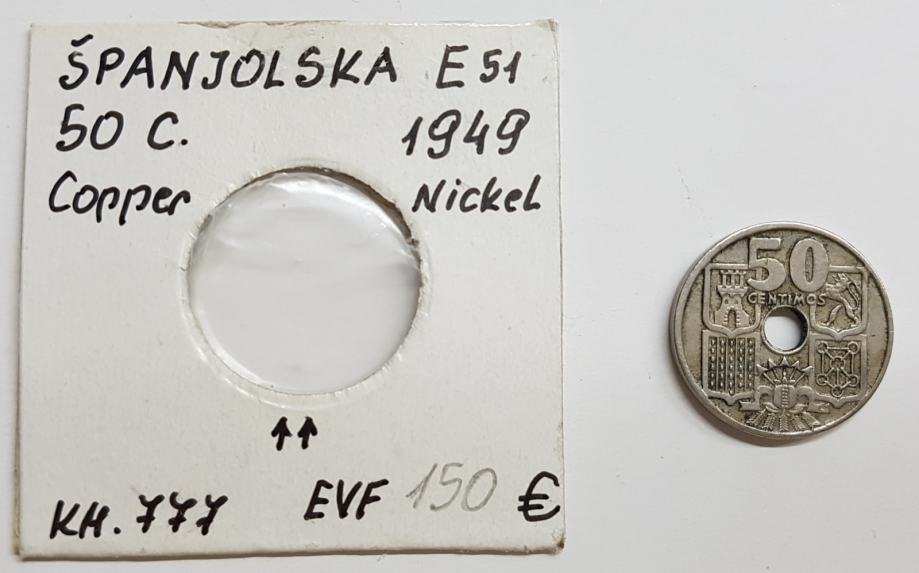 ŠPANJOLSKA E51
50 C. 1949
Copper Nickel
↑↑
KM. 777 EVF 150 €
50
CENTIMOS